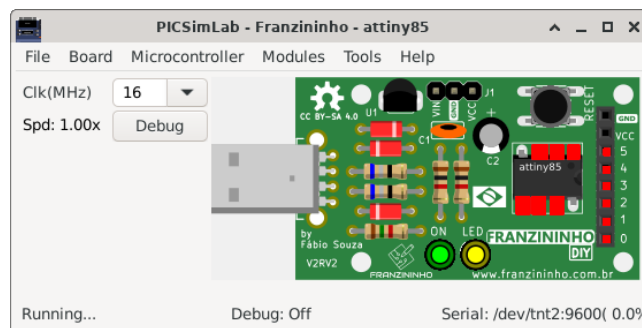 PICSimLab - Franzininho - attiny85
File Board Microcontroller Modules Tools Help
Clk(MHz) 16
Spd: 1.00x Debug
CC BY-SA 4.0
U1
VIN
GND
VCC
J1
C1
C2
RESET
GND
VCC
5
4
3
2
1
0
attiny85
by
Fábio Souza
V2RV2
ON LED
FRANZININHO
DIY
FRANZININHO
www.franzininho.com.br
Running... Debug: Off Serial: /dev/tnt2:9600( 0.0%